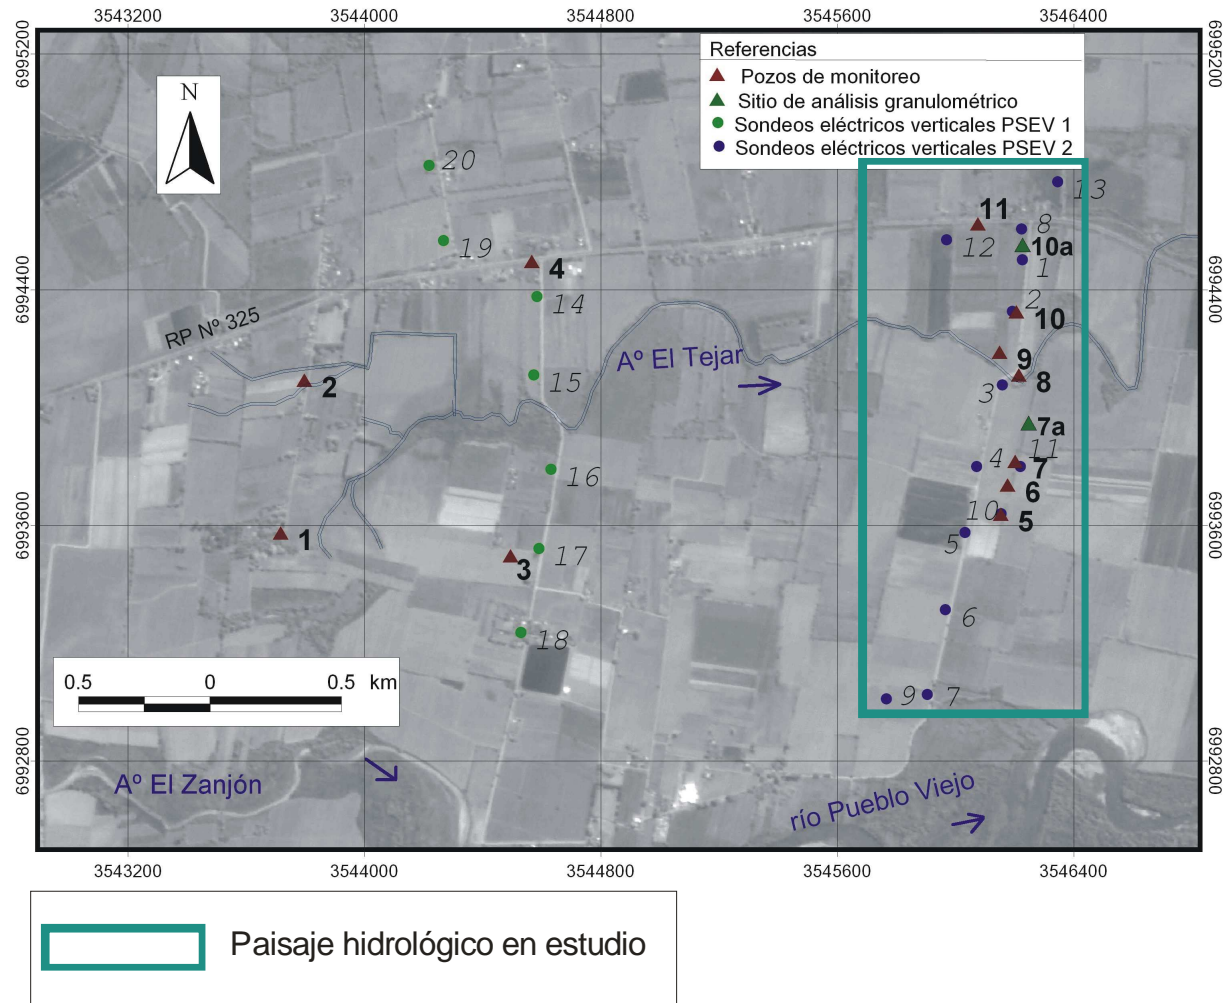 3543200 3544000 3544800 3545600 3546400
6995200 6995200
Referencias
Pozos de monitoreo
Sitio de análisis granulométrico
Sondeos eléctricos verticales PSEV 1
Sondeos eléctricos verticales PSEV 2
N
20
13
11
8
19
12
10a
4
1
6994400 6994400
14
2
10
RP Nº 325
9
Aº El Tejar
2
15
3
8
7a
11
16
4
7
6
10
6993600 6993600
5
1
5
17
3
6
18
0.5 0 0.5 km
9
7
6992800 6992800
Aº El Zanjón
río Pueblo Viejo
3543200 3544000 3544800 3545600 3546400
Paisaje hidrológico en estudio